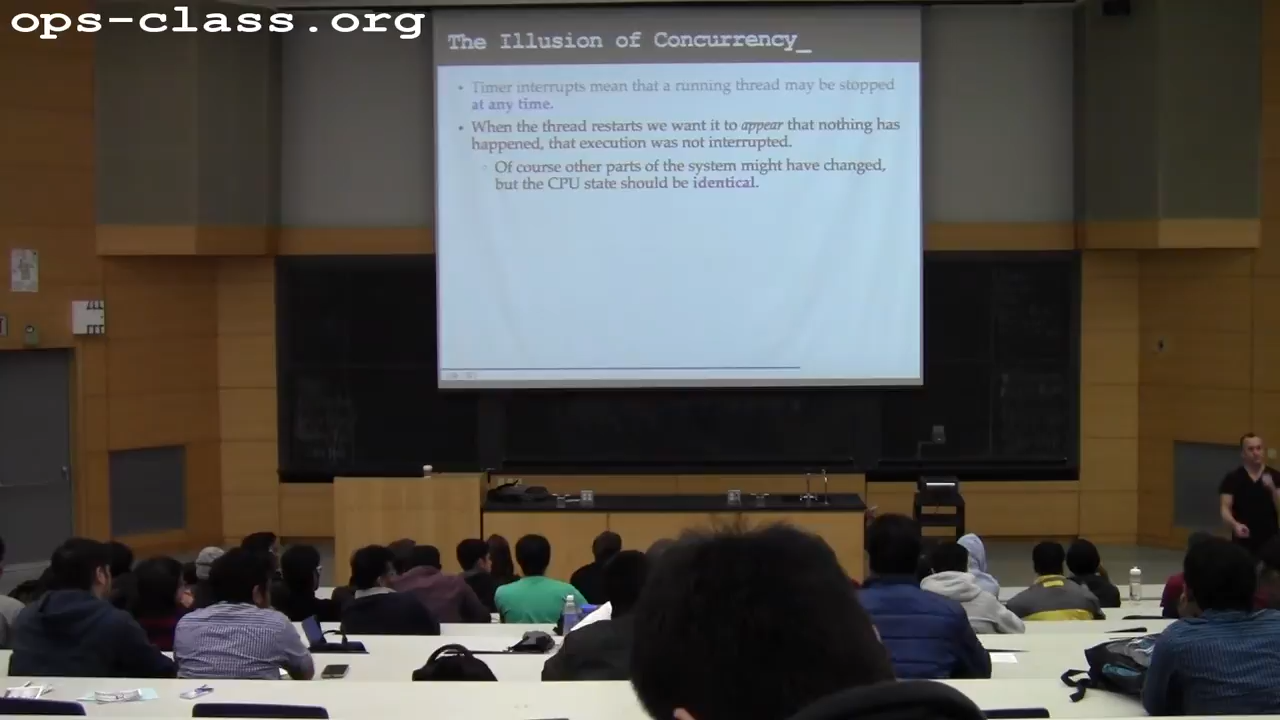 ops-class.org
The Illusion of Concurrency_
• Timer interrupts mean that a running thread may be stopped
at any time.
• When the thread restarts we want it to appear that nothing has
happened, that execution was not interrupted.
◦ Of course other parts of the system might have changed,
but the CPU state should be identical.